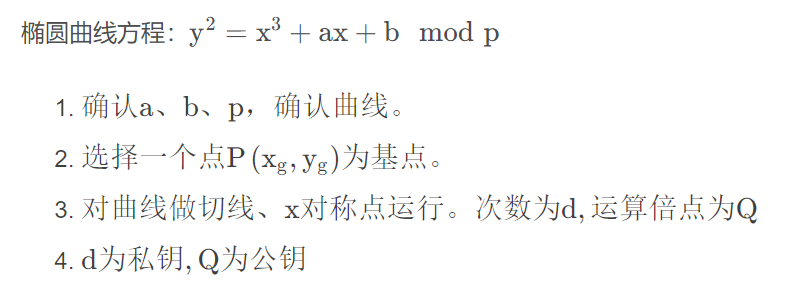 椭圆曲线方程：y² = x³ + ax + b mod p
1. 确认a、b、p，确认曲线。
2. 选择一个点P (x_g, y_g)为基点。
3. 对曲线做切线、x对称点运行。次数为d, 运算倍点为Q
4. d为私钥, Q为公钥